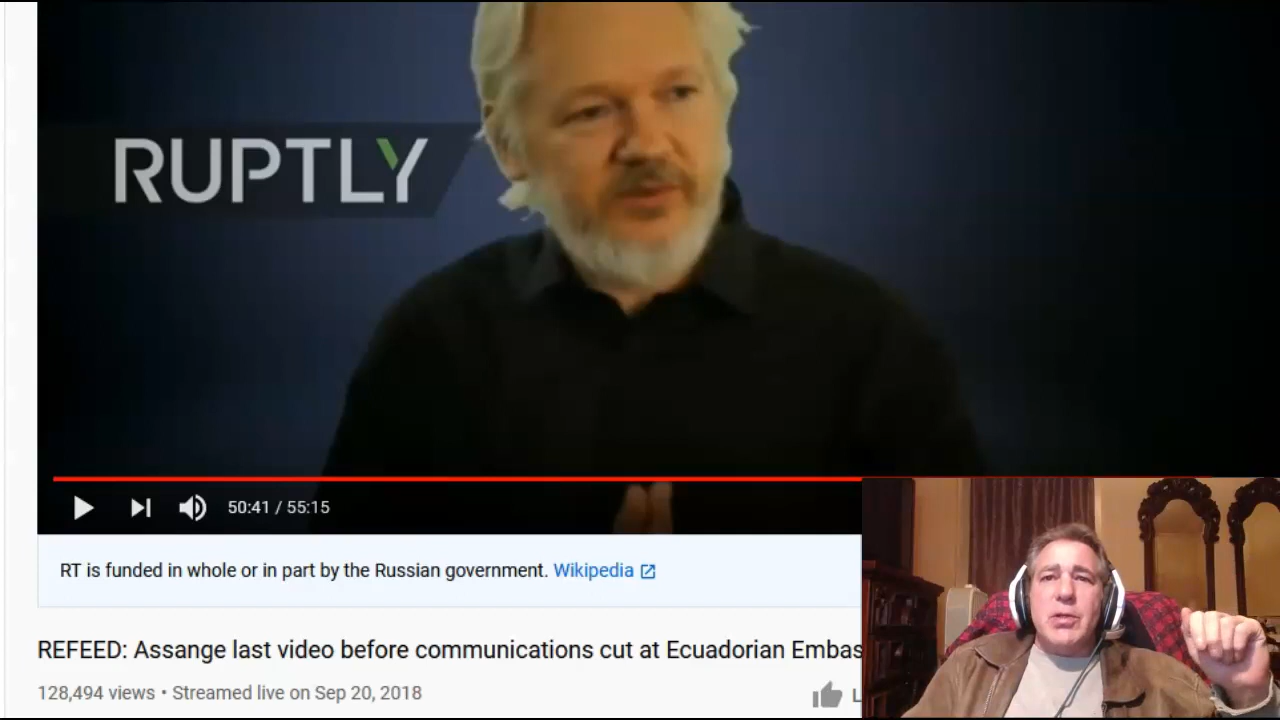 RUPTLY
50:41 / 55:15
RT is funded in whole or in part by the Russian government. Wikipedia
REFEED: Assange last video before communications cut at Ecuadorian Embas
128,494 views • Streamed live on Sep 20, 2018
L